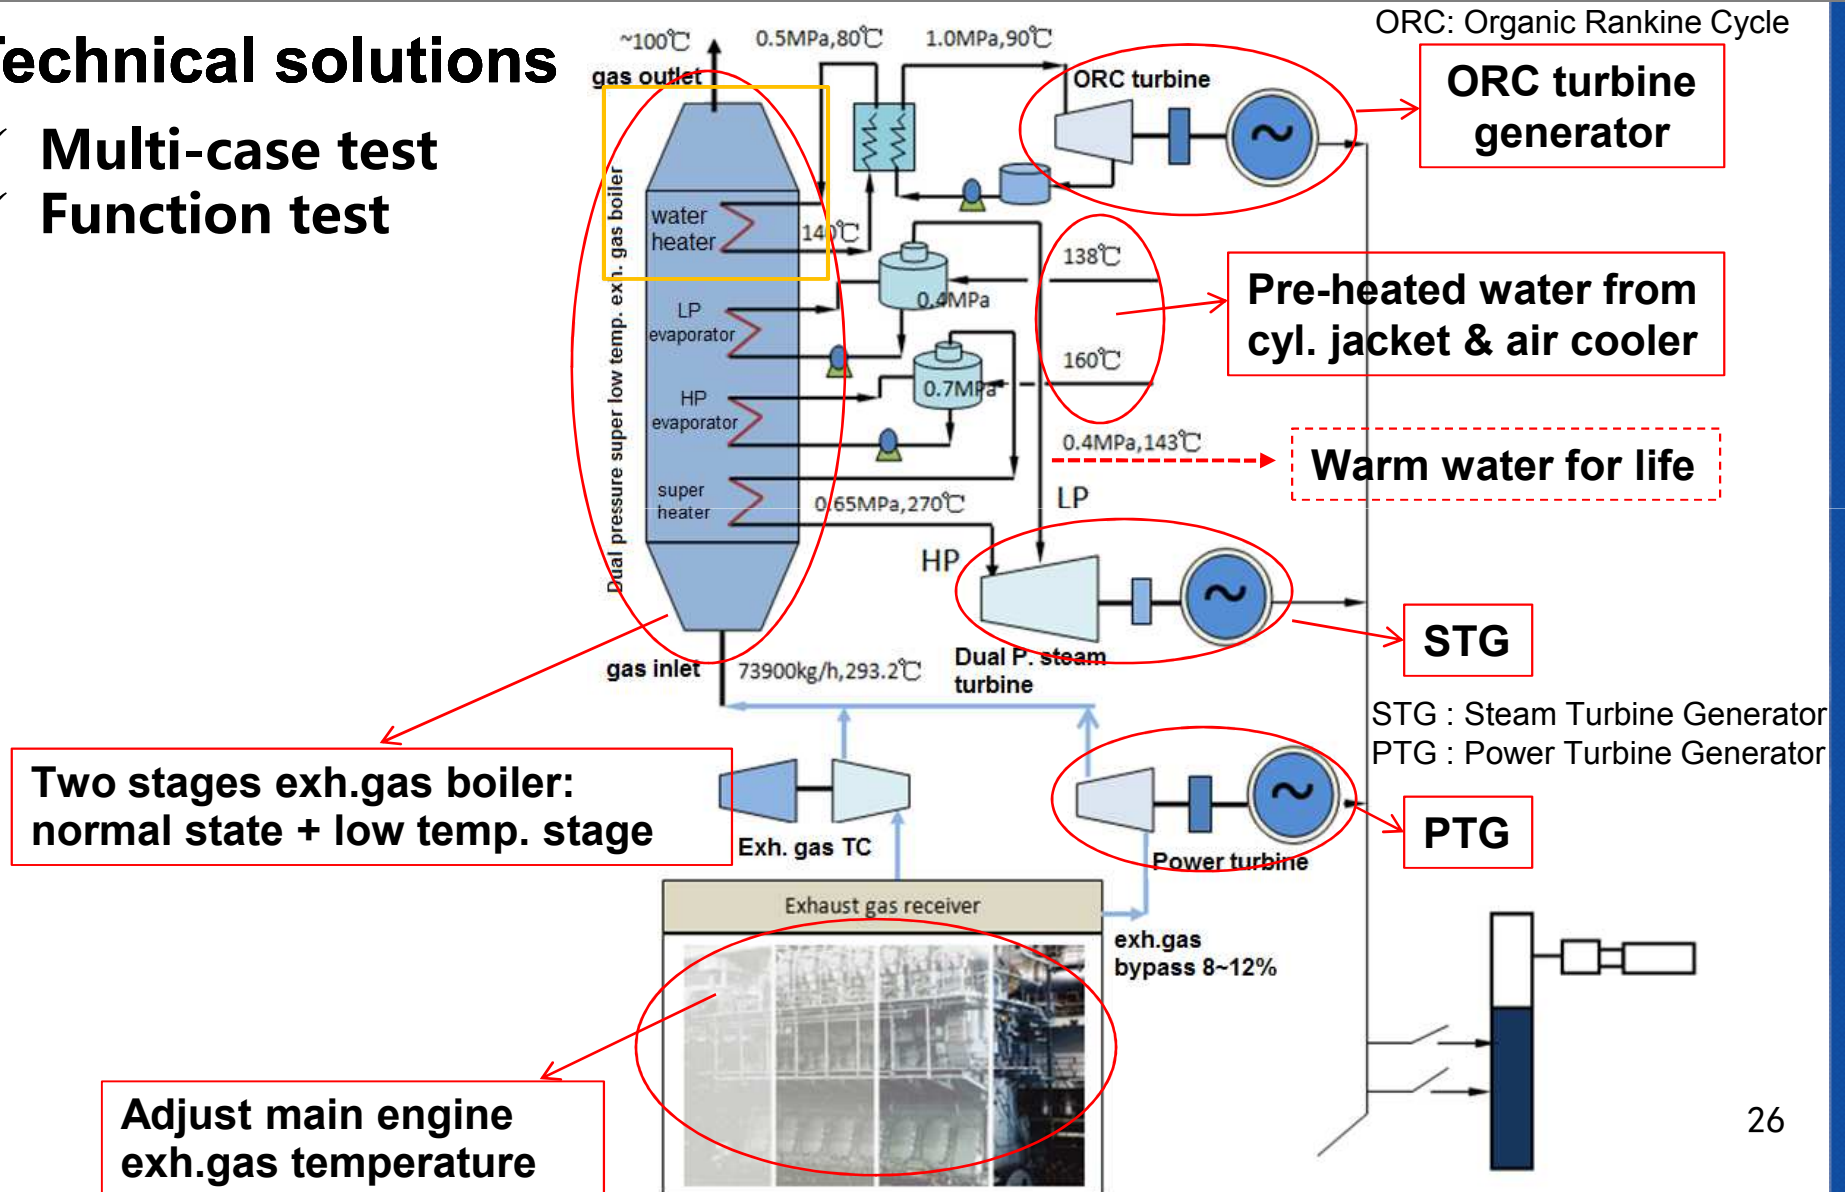 ORC: Organic Rankine Cycle
echnical solutions
Multi-case test
Function test
~100℃
0.5MPa,80℃
1.0MPa,90℃
gas outlet
ORC turbine
ORC turbine
generator
Dual pressure super low temp. exh. gas boiler
water
heater
140℃
138℃
0.4MPa
Pre-heated water from
cyl. jacket & air cooler
LP
evaporator
160℃
0.7MPa
HP
evaporator
0.4MPa,143℃
Warm water for life
super
heater
0.65MPa,270℃
LP
HP
STG
gas inlet
73900kg/h,293.2℃
Dual P. steam
turbine
STG : Steam Turbine Generator
PTG : Power Turbine Generator
Two stages exh.gas boiler:
normal state + low temp. stage
Exh. gas TC
Power turbine
PTG
Exhaust gas receiver
exh.gas
bypass 8~12%
Adjust main engine
exh.gas temperature
26